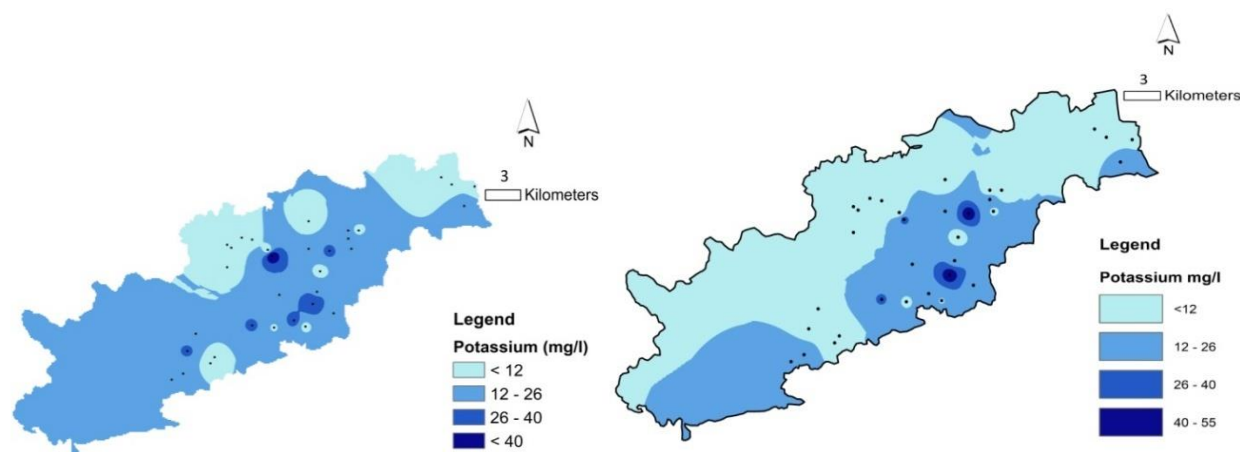 N
3
Kilometers
Legend
Potassium (mg/l)
< 12
12 - 26
26 - 40
< 40
N
3
Kilometers
Legend
Potassium mg/l
<12
12 - 26
26 - 40
40 - 55